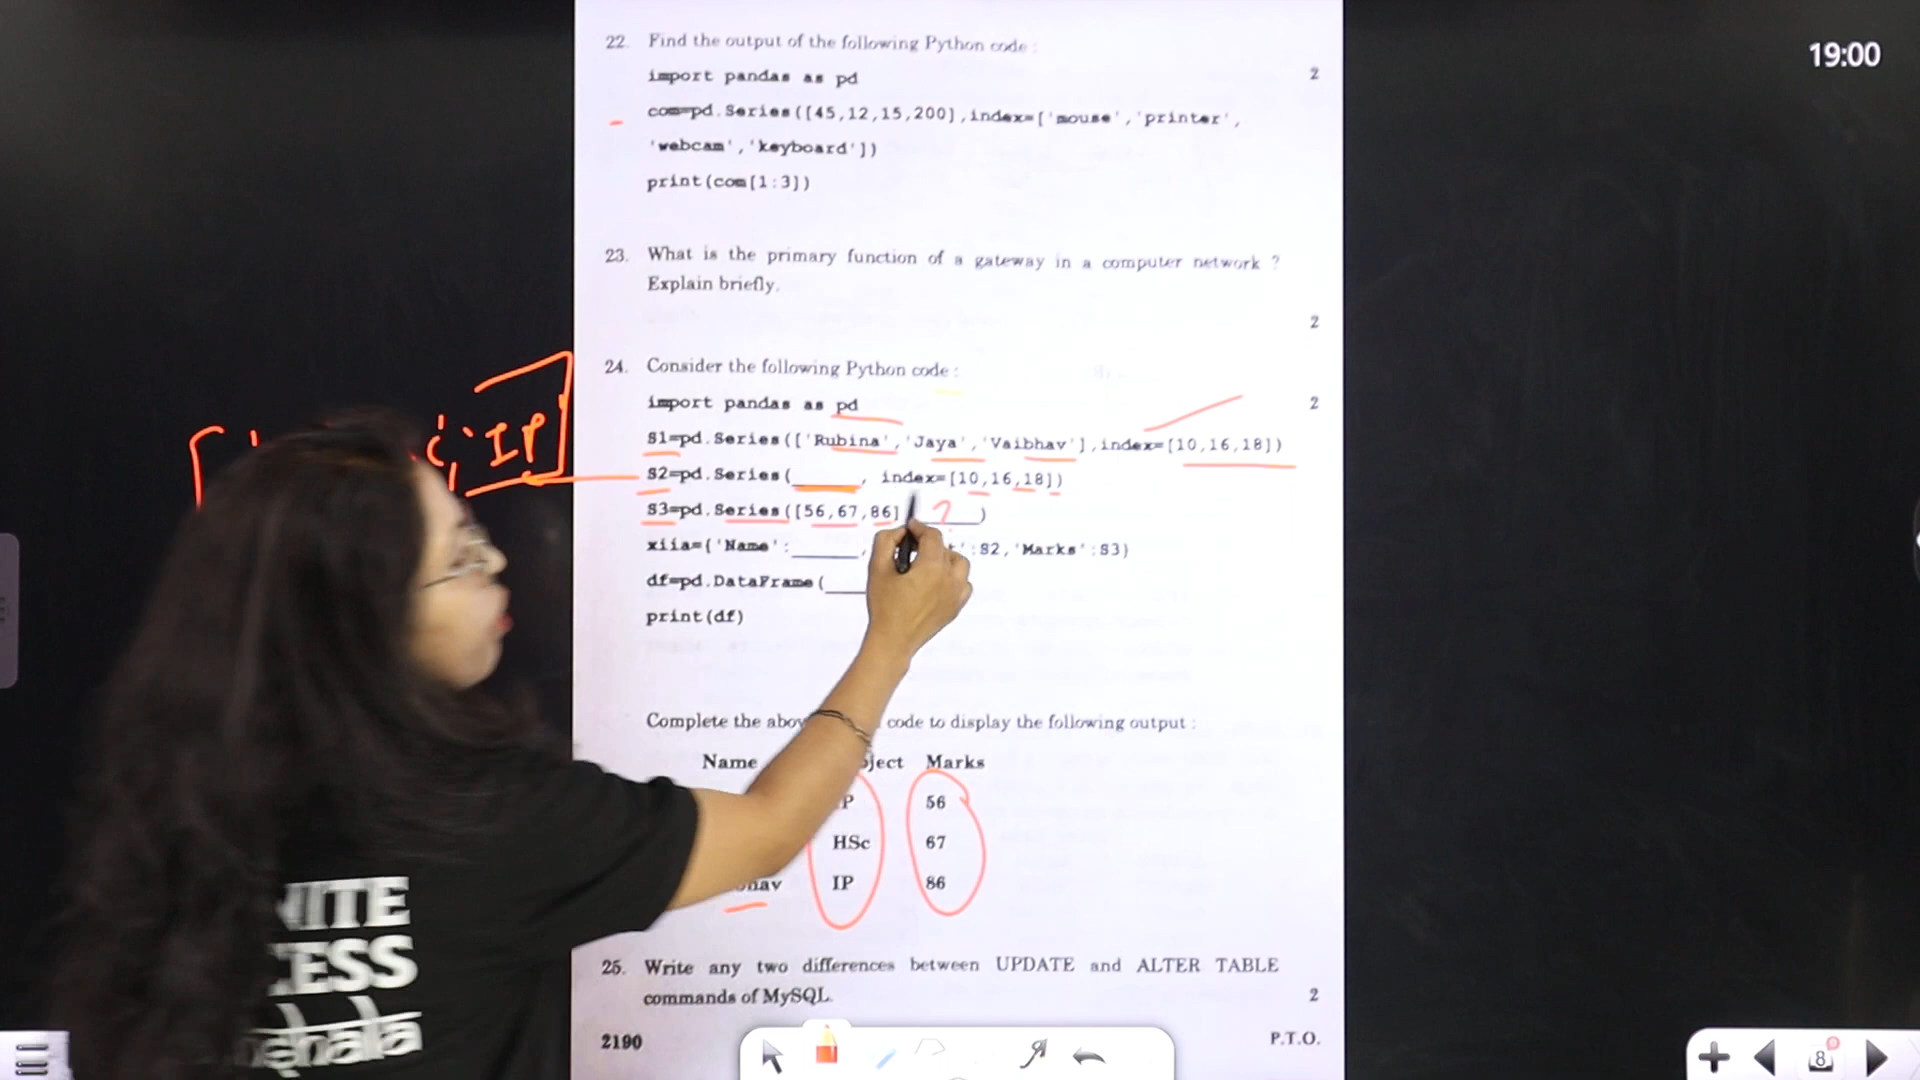 19:00
22. Find the output of the following Python code :
import pandas as pd 2
com=pd.Series([45,12,15,200],index=['mouse','printer',
'webcam','keyboard'])
print(com[1:3])
23. What is the primary function of a gateway in a computer network ?
Explain briefly.
2
24. Consider the following Python code :
import pandas as pd 2
S1=pd.Series(['Rubina','Jaya','Vaibhav'],index=[10,16,18])
S2=pd.Series(______, index=[10,16,18])
S3=pd.Series([56,67,86] ? ______)
xiia={'Name':______, :S2,'Marks':S3}
df=pd.DataFrame(
print(df)
'IP
Complete the code to display the following output :
Name Marks
56
HSc 67
IP 86
25. Write any two differences between UPDATE and ALTER TABLE
commands of MySQL. 2
2190 P.T.O.
8